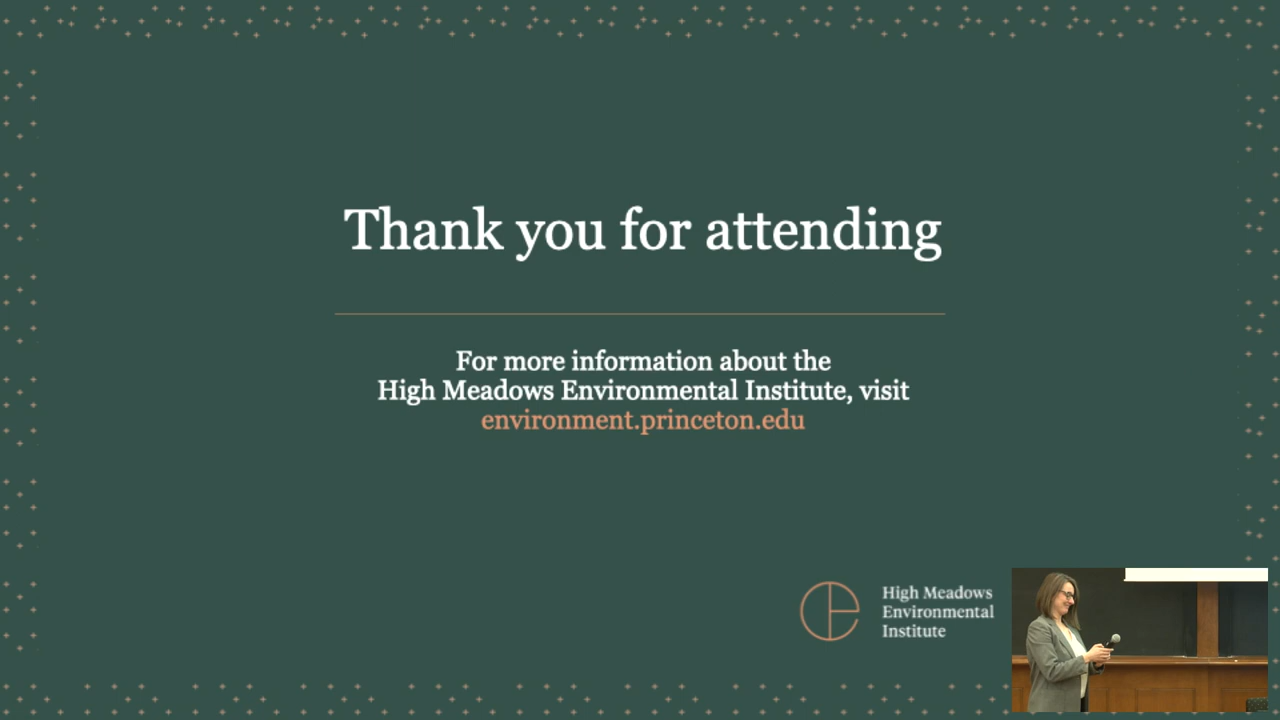 Thank you for attending
For more information about the
High Meadows Environmental Institute, visit
environment.princeton.edu
High Meadows
Environmental
Institute